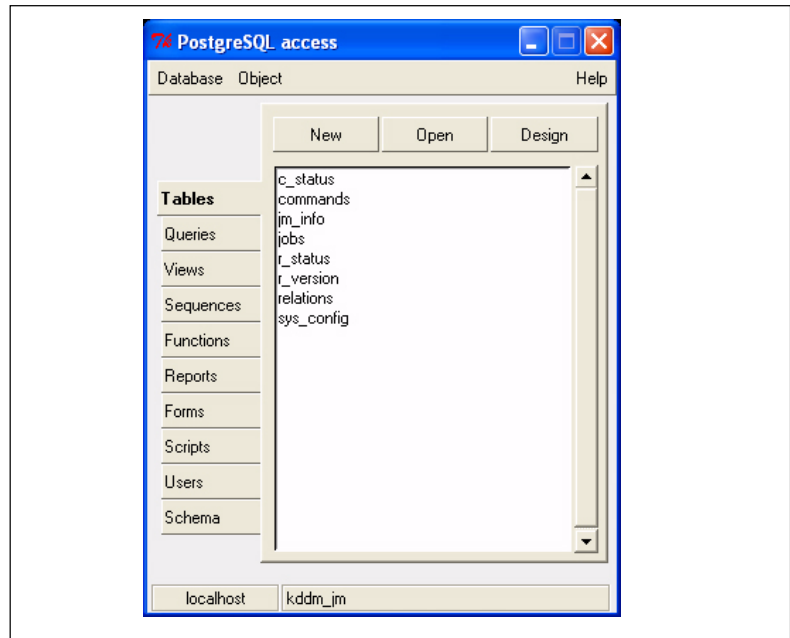 Tk PostgreSQL access
Database Object Help
New Open Design
Tables
Queries
Views
Sequences
Functions
Reports
Forms
Scripts
Users
Schema
c_status
commands
jm_info
jobs
r_status
r_version
relations
sys_config
localhost kddm_jm